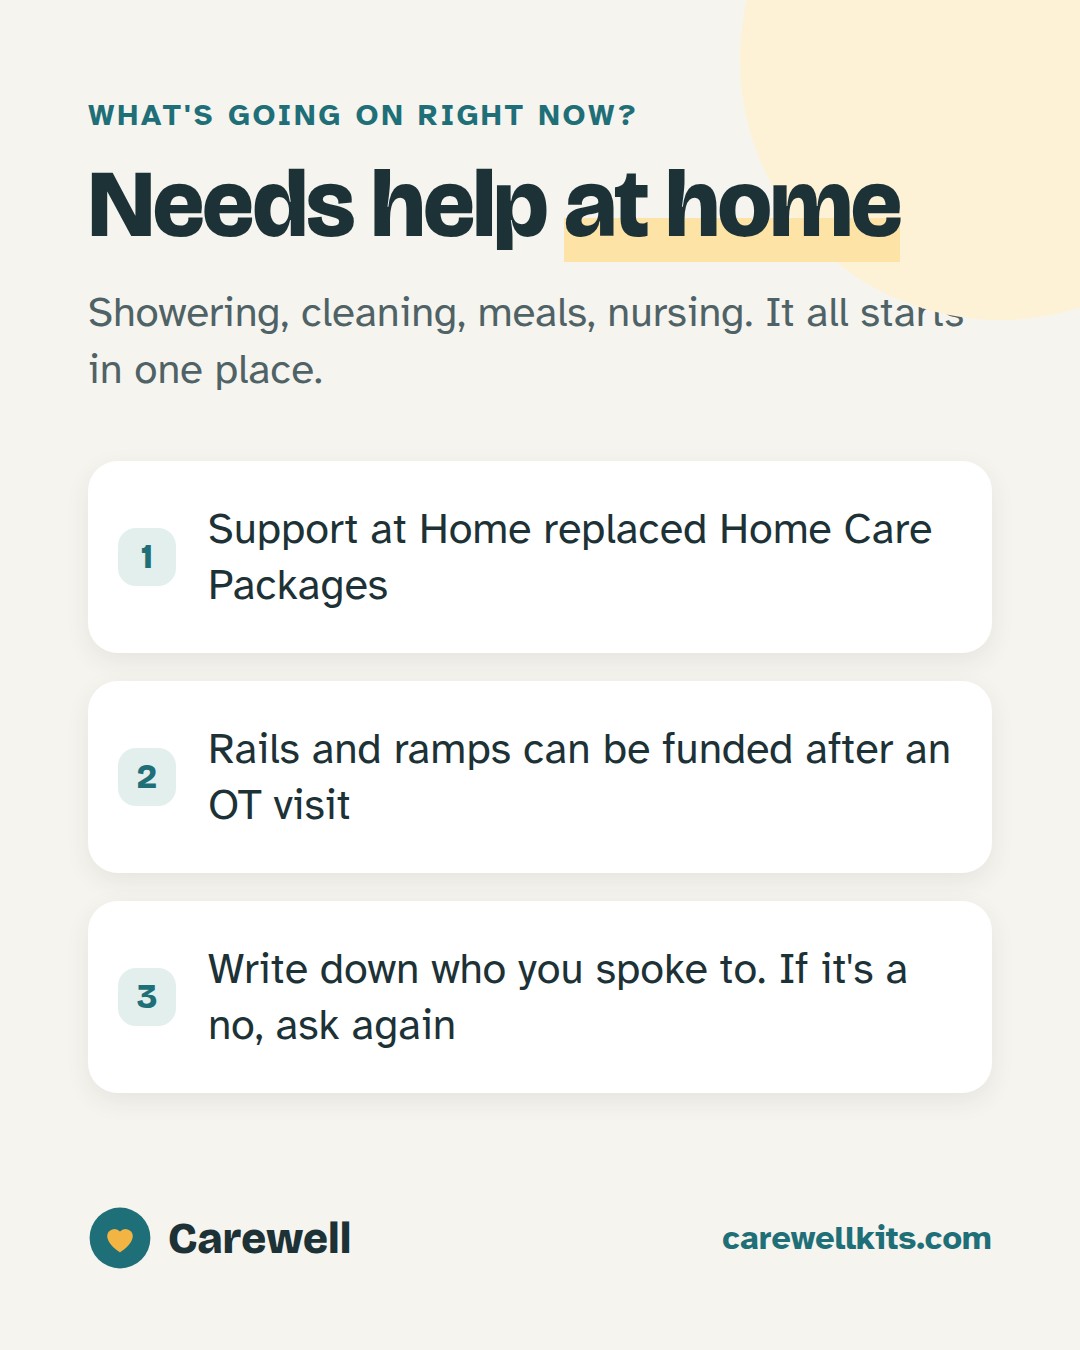 WHAT'S GOING ON RIGHT NOW?
Needs help at home
Showering, cleaning, meals, nursing. It all starts
in one place.
1
Support at Home replaced Home Care
Packages
2
Rails and ramps can be funded after an
OT visit
3
Write down who you spoke to. If it's a
no, ask again
Carewell
carewellkits.com